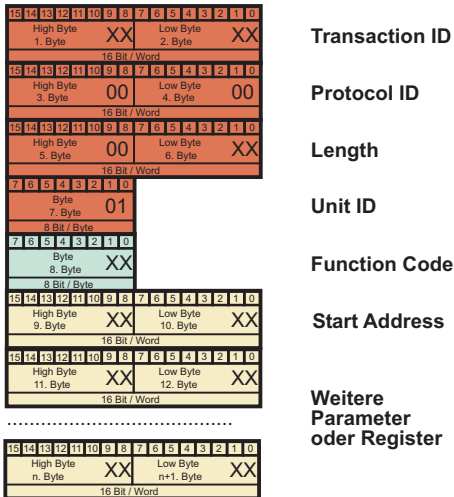 15 14 13 12 11 10 9 8 7 6 5 4 3 2 1 0
High Byte XX Low Byte XX
1. Byte 2. Byte
16 Bit / Word
Transaction ID
15 14 13 12 11 10 9 8 7 6 5 4 3 2 1 0
High Byte 00 Low Byte 00
3. Byte 4. Byte
16 Bit / Word
Protocol ID
15 14 13 12 11 10 9 8 7 6 5 4 3 2 1 0
High Byte 00 Low Byte XX
5. Byte 6. Byte
16 Bit / Word
Length
7 6 5 4 3 2 1 0
Byte 01
7. Byte
8 Bit / Byte
Unit ID
7 6 5 4 3 2 1 0
Byte XX
8. Byte
8 Bit / Byte
Function Code
15 14 13 12 11 10 9 8 7 6 5 4 3 2 1 0
High Byte XX Low Byte XX
9. Byte 10. Byte
16 Bit / Word
Start Address
15 14 13 12 11 10 9 8 7 6 5 4 3 2 1 0
High Byte XX Low Byte XX
11. Byte 12. Byte
16 Bit / Word
Weitere
Parameter
oder Register
........................................
15 14 13 12 11 10 9 8 7 6 5 4 3 2 1 0
High Byte XX Low Byte XX
n. Byte n+1. Byte
16 Bit / Word